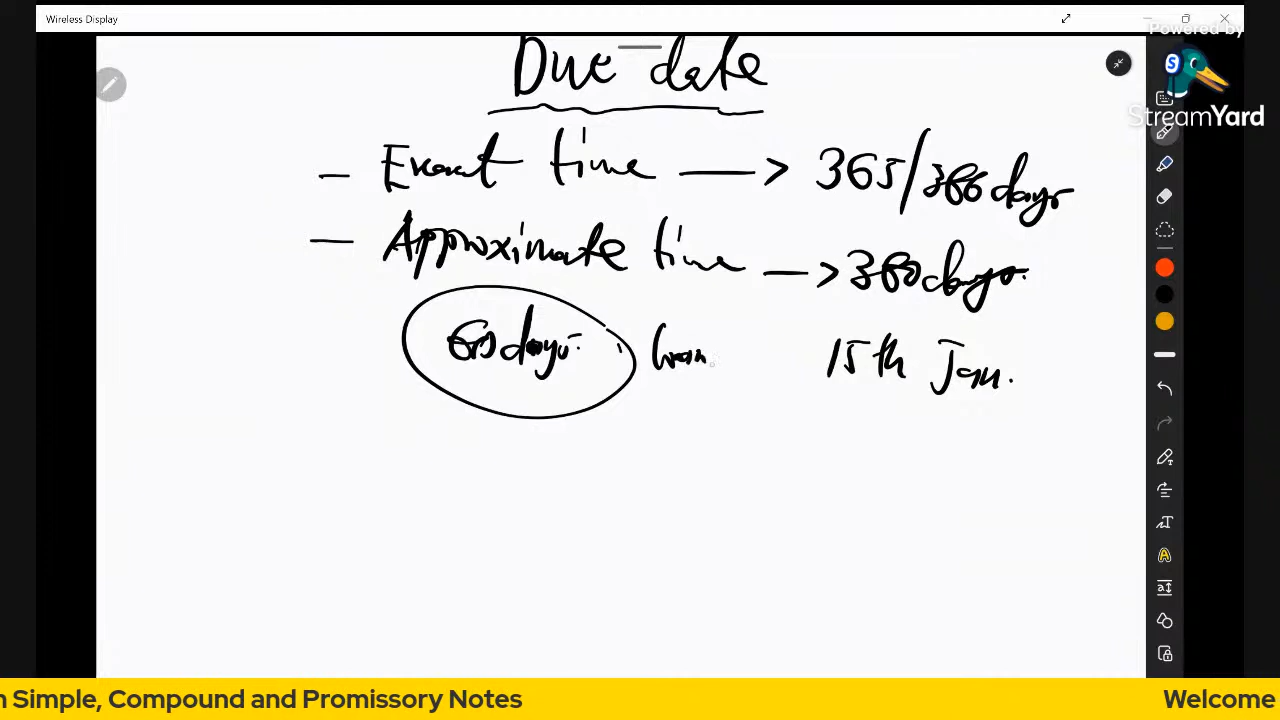 Wireless Display
Powered by
StreamYard
Due date
- Exact time —> 365/366 days
- Approximate time —> 360 days.
60 days. loan 15th Jan.
n Simple, Compound and Promissory Notes
Welcome